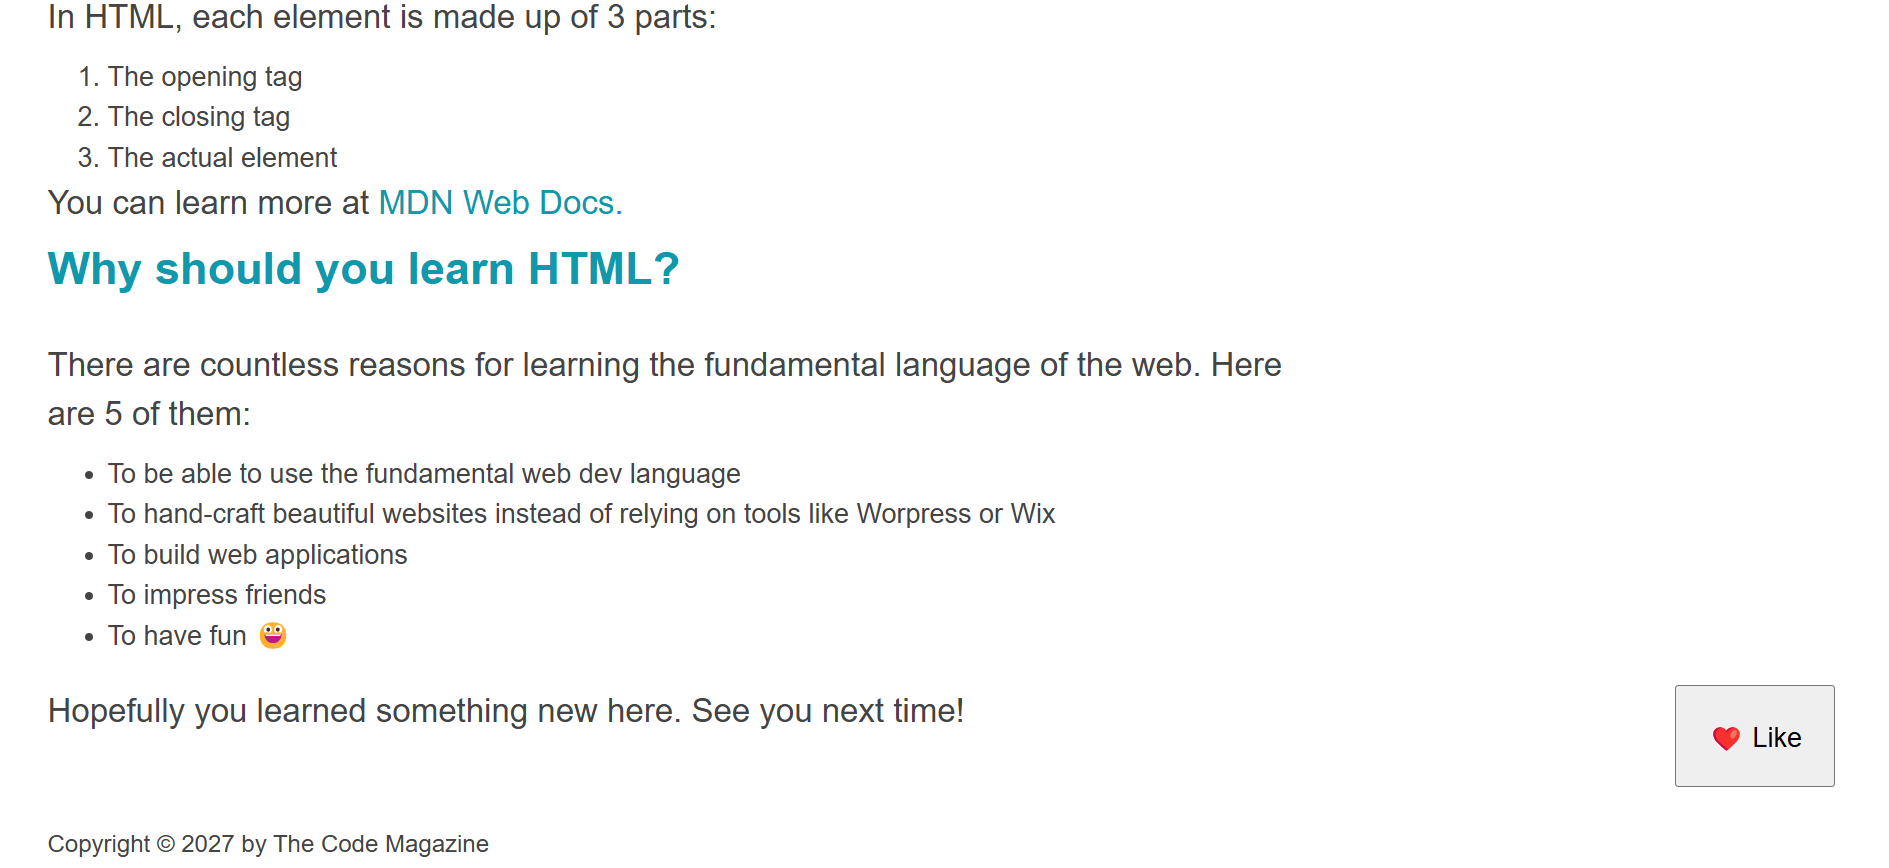 In HTML, each element is made up of 3 parts:
1. The opening tag
2. The closing tag
3. The actual element
You can learn more at MDN Web Docs.
Why should you learn HTML?
There are countless reasons for learning the fundamental language of the web. Here
are 5 of them:
• To be able to use the fundamental web dev language
• To hand-craft beautiful websites instead of relying on tools like Worpress or Wix
• To build web applications
• To impress friends
• To have fun 😀
Hopefully you learned something new here. See you next time!
❤️ Like
Copyright © 2027 by The Code Magazine